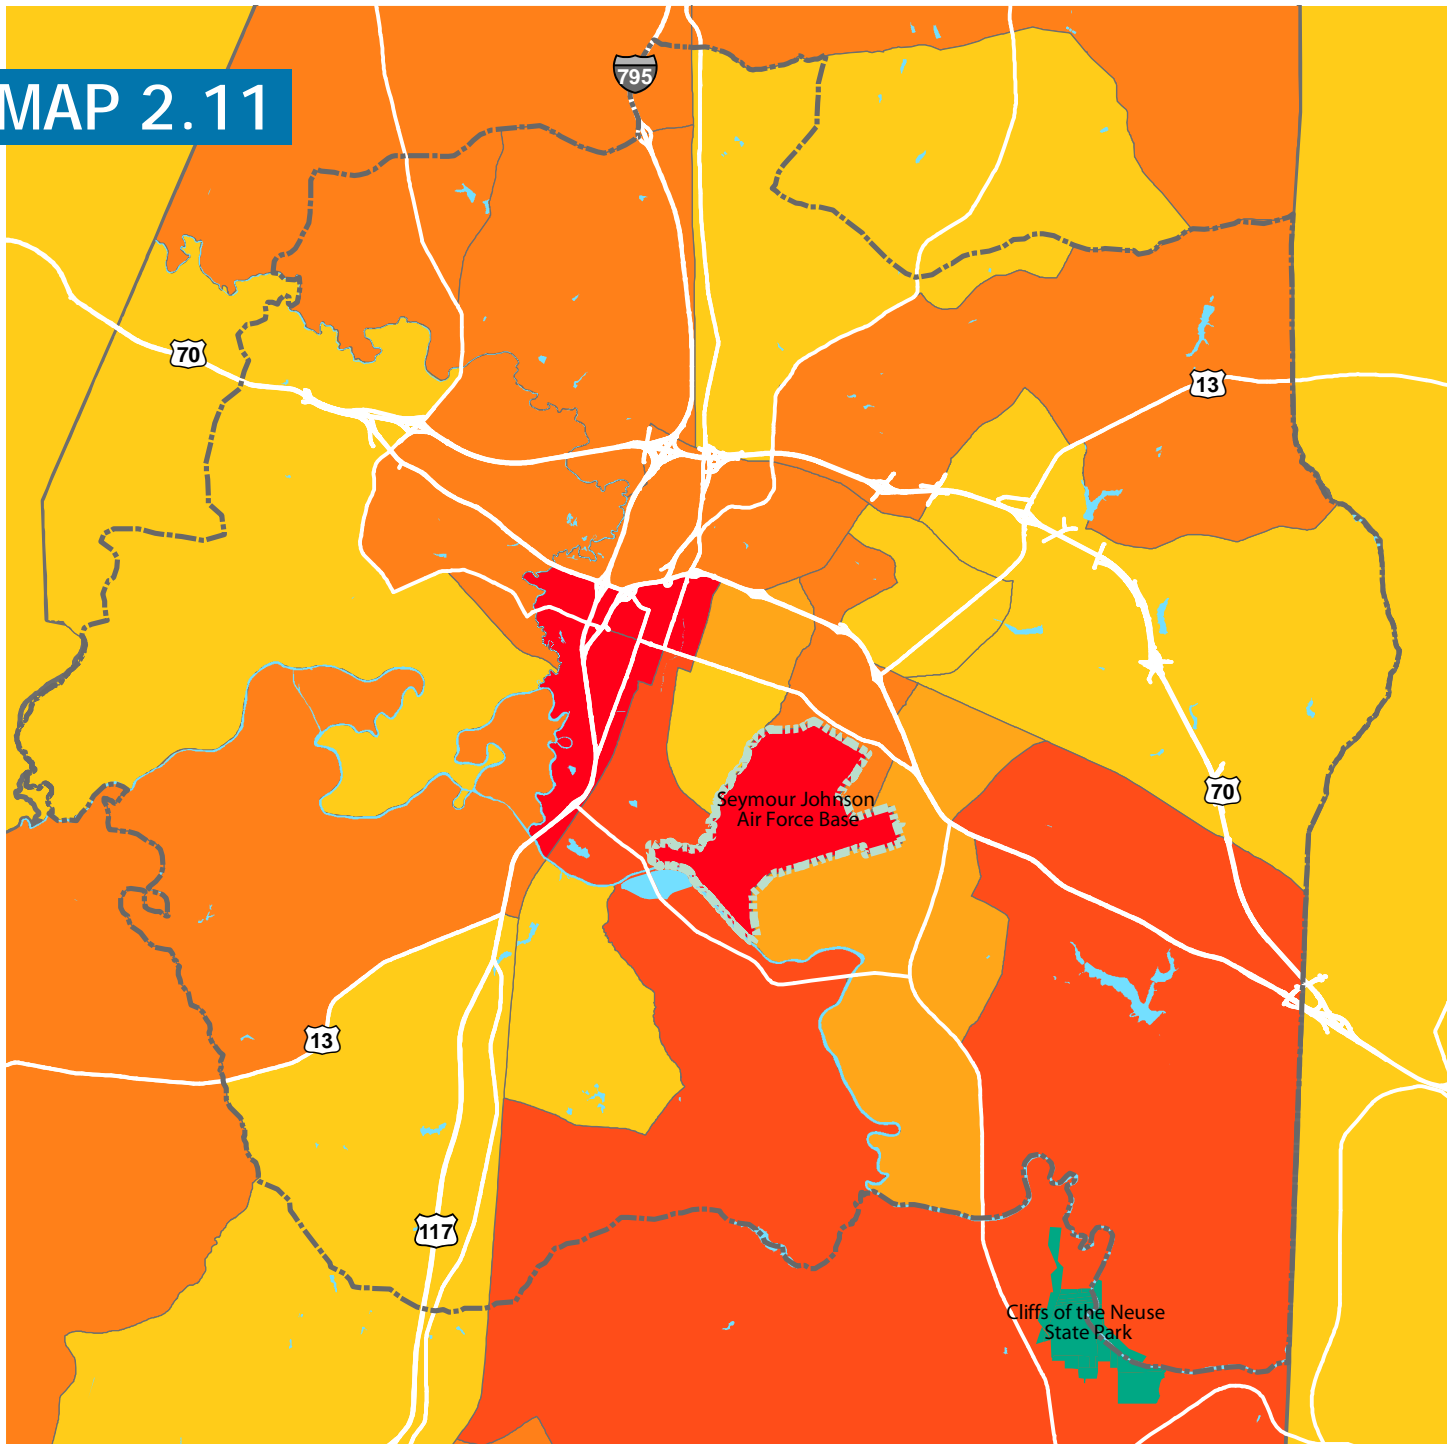 795
MAP 2.11
70
13
70
Seymour Johnson
Air Force Base
13
117
Cliffs of the Neuse
State Park